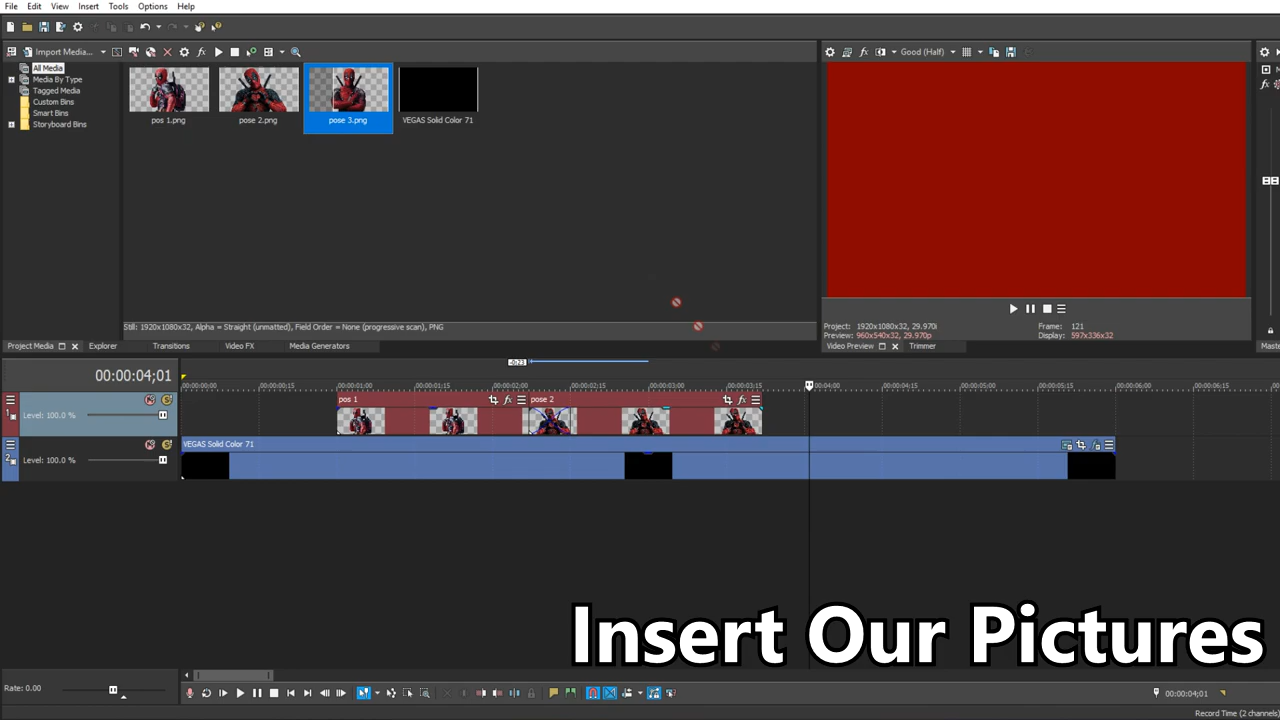 File Edit View Insert Tools Options Help
Import Media...
Good (Half)
All Media
Media By Type
Tagged Media
Custom Bins
Smart Bins
Storyboard Bins
pos 1.png
pose 2.png
pose 3.png
VEGAS Solid Color 71
Still: 1920x1080x32, Alpha = Straight (unmatted), Field Order = None (progressive scan), PNG
Project: 1920x1080x32, 29.970i
Preview: 960x540x32, 29.970p
Frame: 121
Display: 597x336x32
Project Media
Explorer
Transitions
Video FX
Media Generators
Video Preview
Trimmer
-0:23
00:00:04;01
00:00:00;00
00:00:00;15
00:00:01;00
00:00:01;15
00:00:02;00
00:00:02;15
00:00:03;00
00:00:03;15
00:00:04;00
00:00:04;15
00:00:05;00
00:00:05;15
00:00:06;00
00:00:06;15
1
Level: 100.0 %
pos 1
pose 2
2
Level: 100.0 %
VEGAS Solid Color 71
Insert Our Pictures
Rate: 0.00
00:00:04;01
Record Time (2 channels)